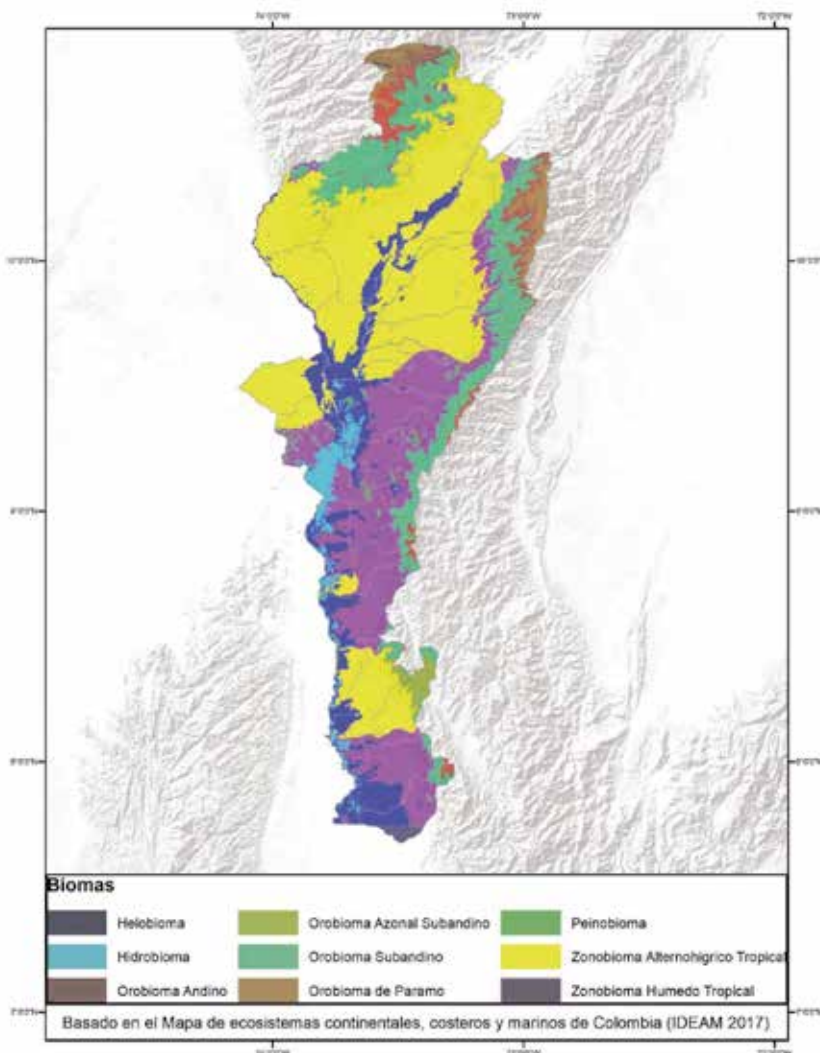 Biomas
Helobioma
Orobioma Azonal Subandino
Peinobioma
Hidrobioma
Orobioma Subandino
Zonobioma Alternohigrico Tropical
Orobioma Andino
Orobioma de Paramo
Zonobioma Humedo Tropical
Basado en el Mapa de ecosistemas continentales, costeros y marinos de Colombia (IDEAM 2017)